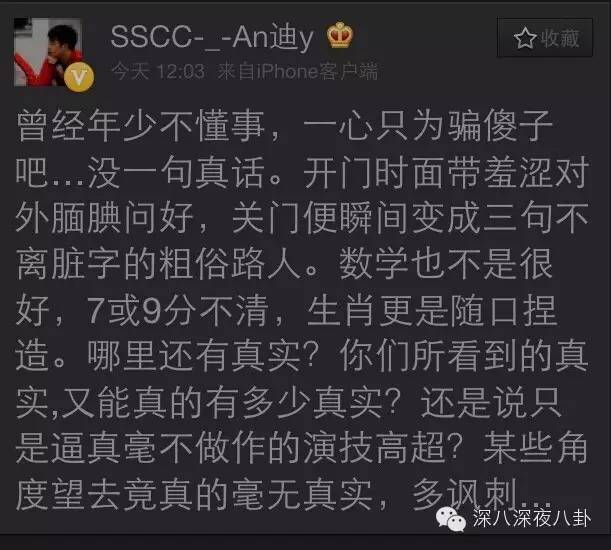 SSCC-_-An迪y
收藏
今天 12:03 来自iPhone客户端
曾经年少不懂事，一心只为骗傻子
吧...没一句真话。开门时面带羞涩对
外腼腆问好，关门便瞬间变成三句不
离脏字的粗俗路人。数学也不是很
好，7或9分不清，生肖更是随口捏
造。哪里还有真实？你们所看到的真
实,又能真的有多少真实？还是说只
是逼真毫不做作的演技高超？某些角
度望去竟真的毫无真实，多讽刺...
深八深夜八卦